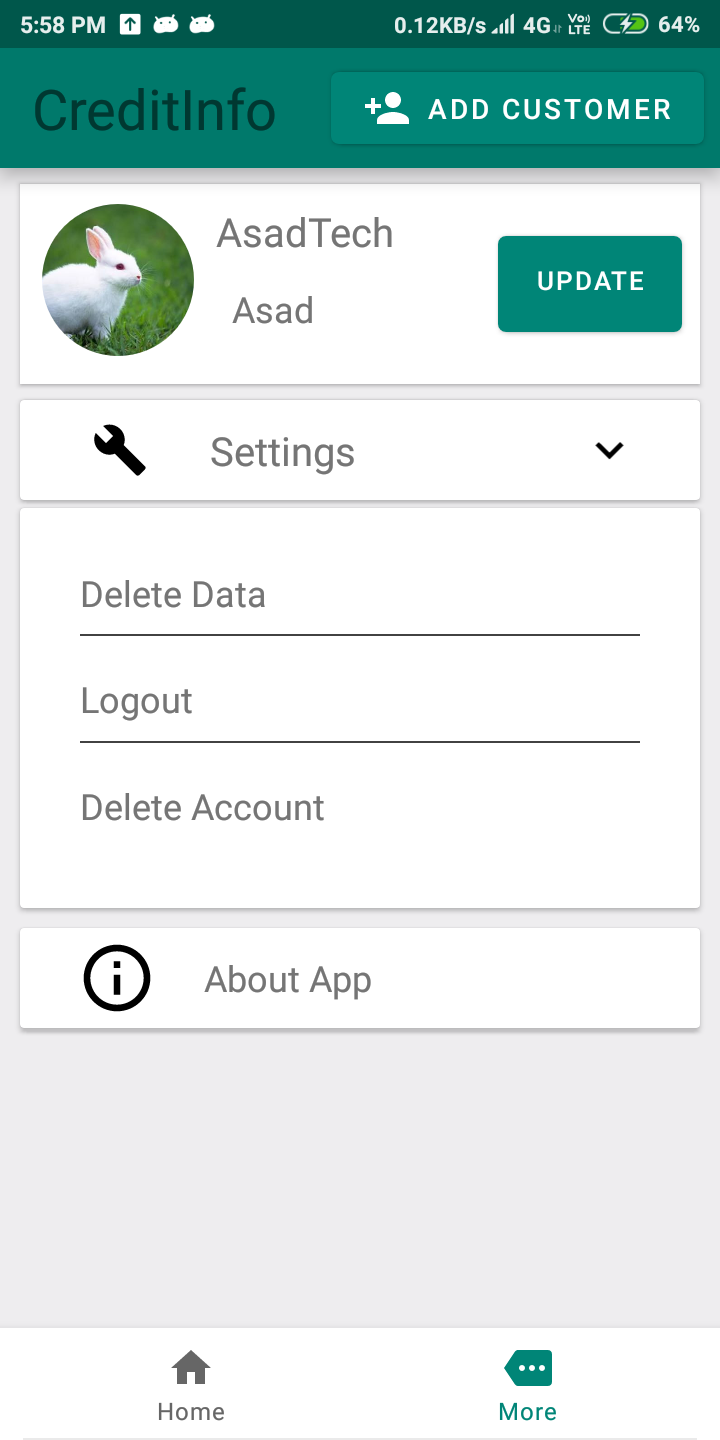 5:58 PM 0.12KB/s 4G Vo) LTE 64%
CreditInfo ADD CUSTOMER
AsadTech
Asad
UPDATE
Settings
Delete Data
Logout
Delete Account
About App
Home More